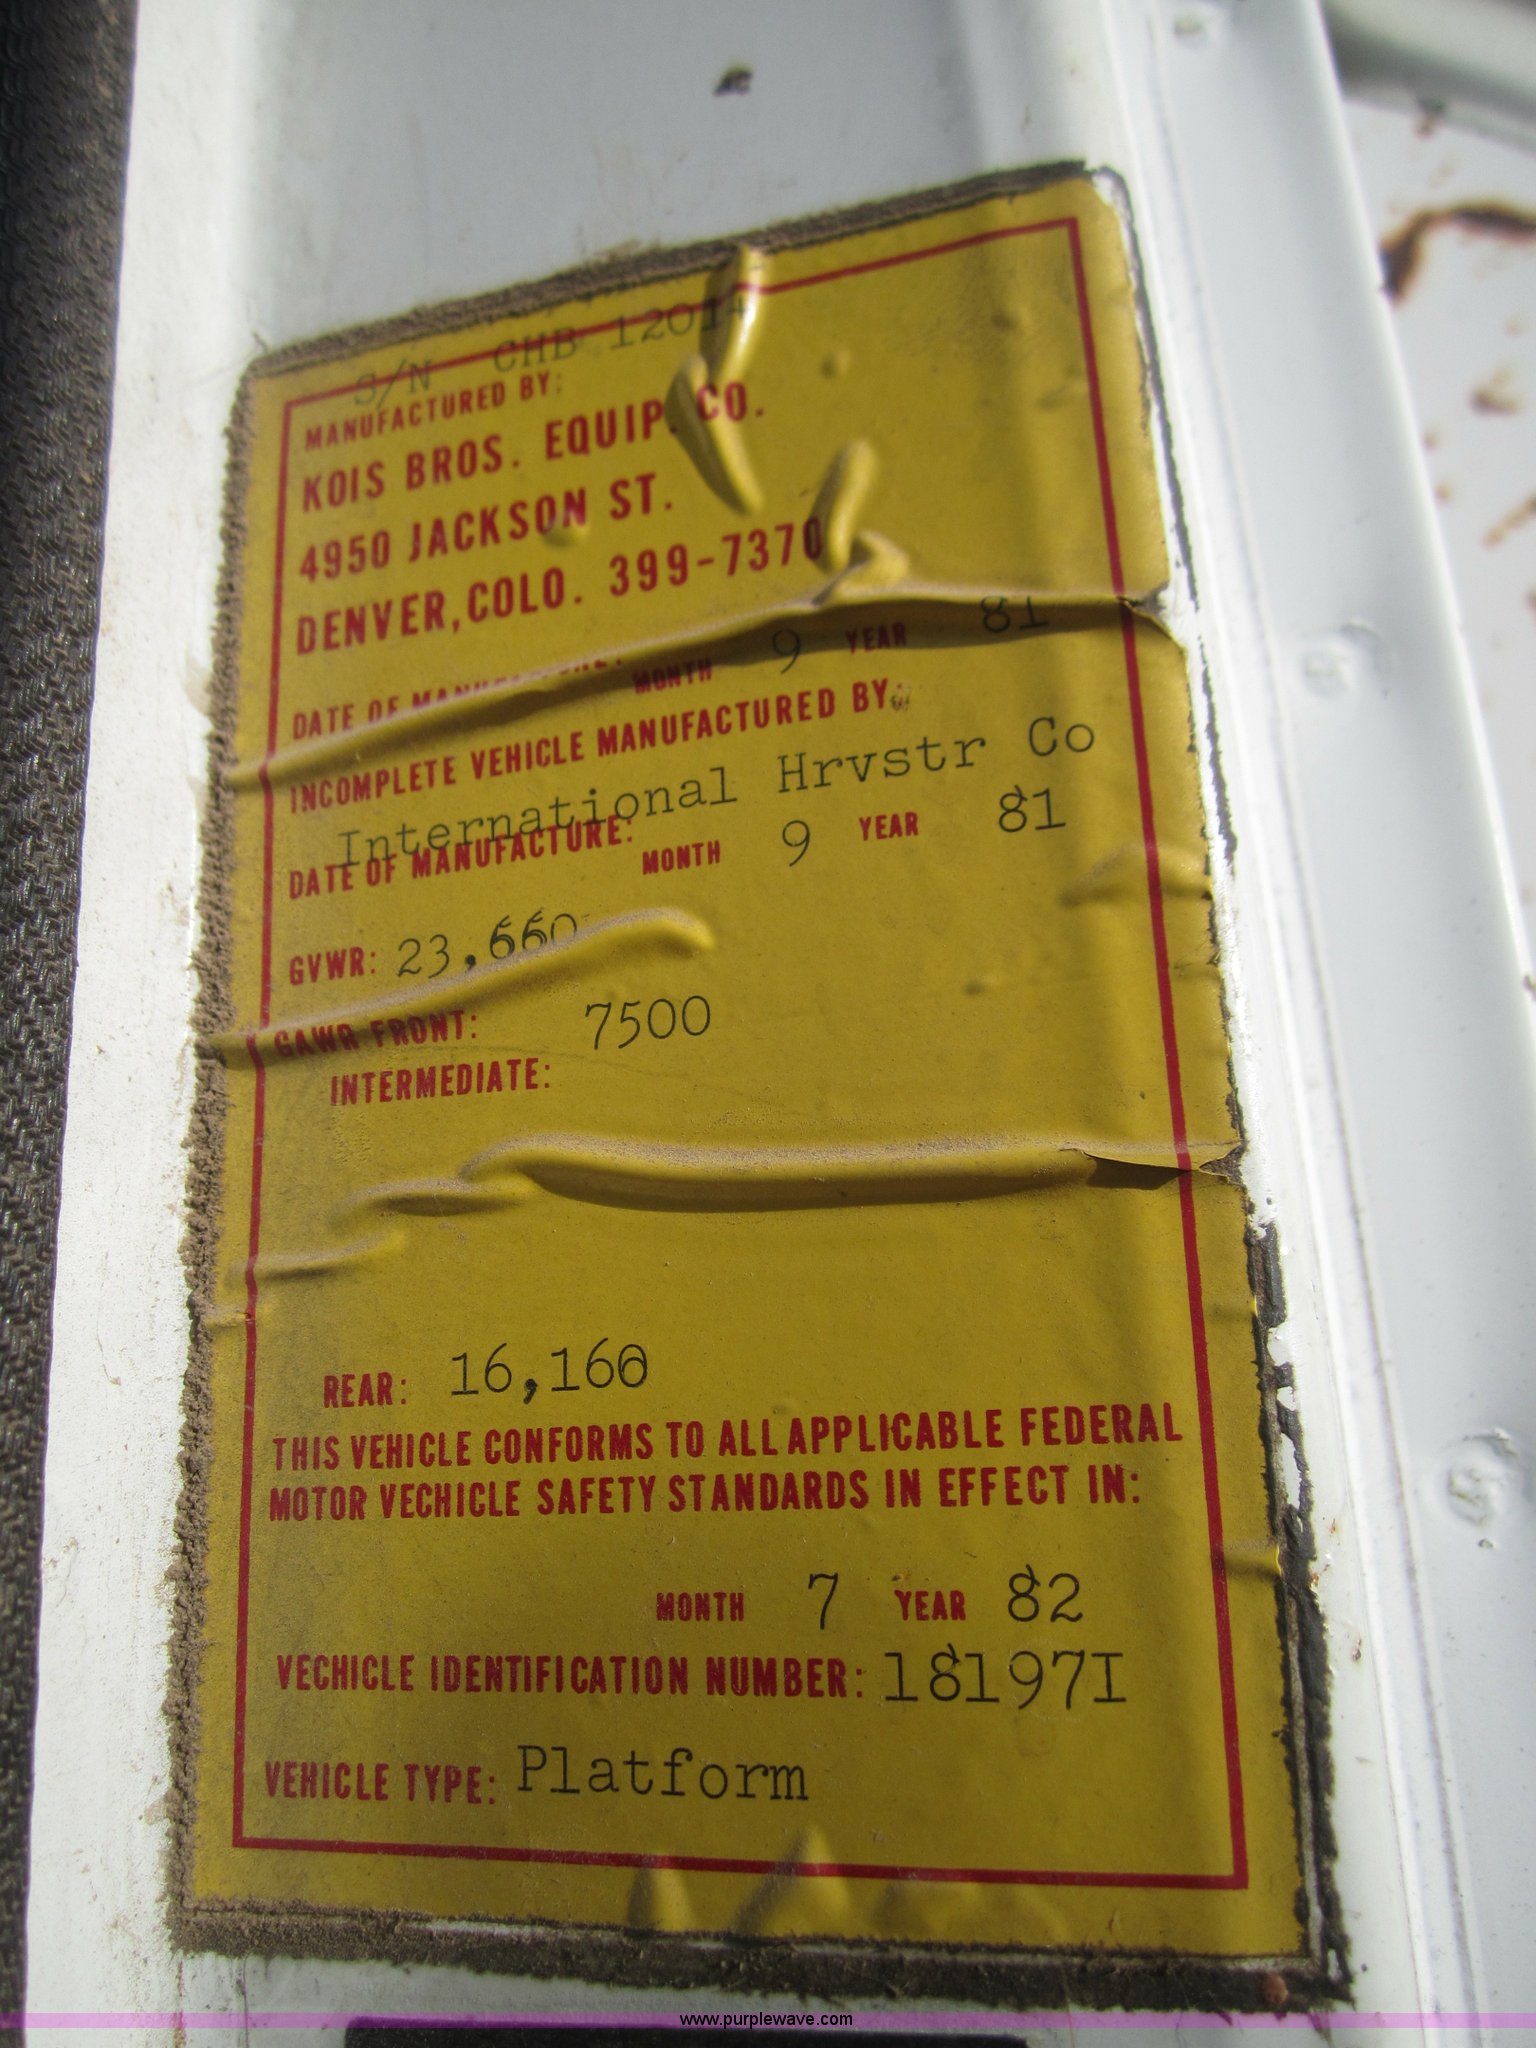 S/N CHB 12014
MANUFACTURED BY:
KOIS BROS. EQUIP. CO.
4950 JACKSON ST.
DENVER, COLO. 399-7370
DATE OF MONTH 9 YEAR 81
INCOMPLETE VEHICLE MANUFACTURED BY:
International Hrvstr Co
DATE OF MANUFACTURE: MONTH 9 YEAR 81
GVWR: 23,660
GAWR FRONT: 7500
INTERMEDIATE:
REAR: 16,160
THIS VEHICLE CONFORMS TO ALL APPLICABLE FEDERAL
MOTOR VECHICLE SAFETY STANDARDS IN EFFECT IN:
MONTH 7 YEAR 82
VECHICLE IDENTIFICATION NUMBER: 18197I
VEHICLE TYPE: Platform
www.purplewave.com